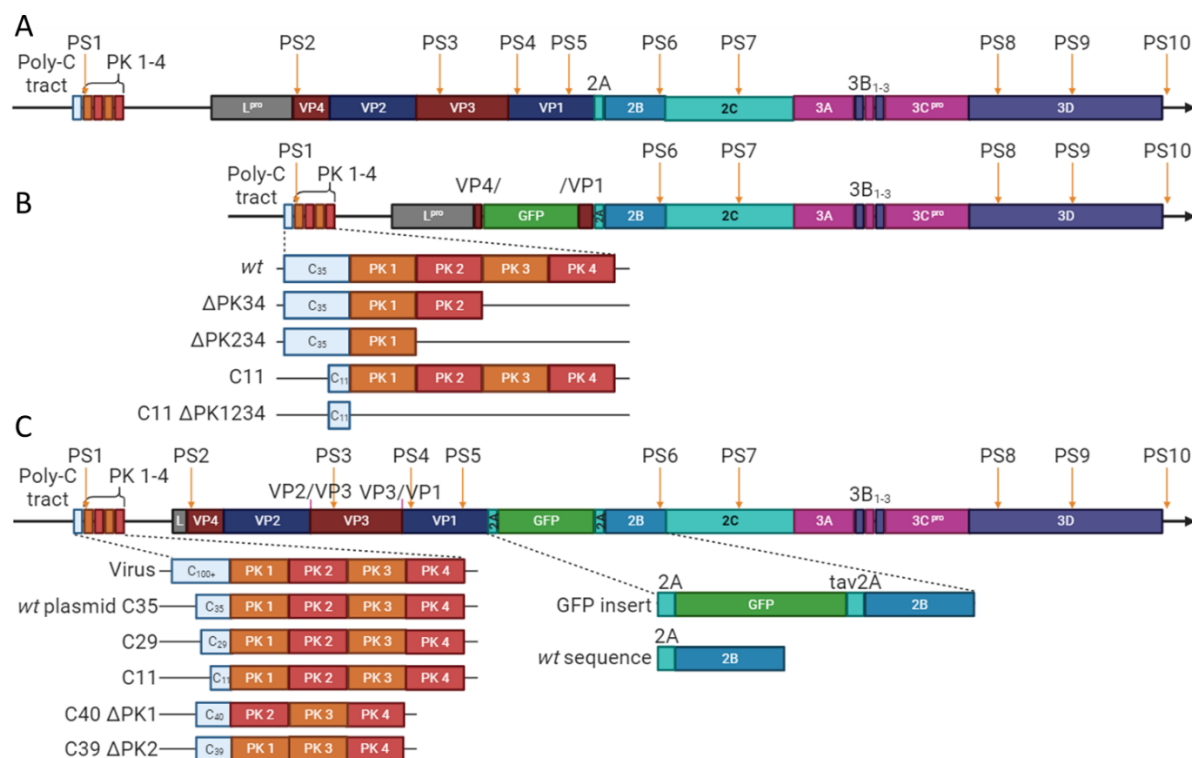 A
PS1 PS2 PS3 PS4 PS5 PS6 PS7 PS8 PS9 PS10
Poly-C tract PK 1-4 2A 3B1-3
Lpro VP4 VP2 VP3 VP1 2B 2C 3A 3Cpro 3D
B
PS1 PS6 PS7 PS8 PS9 PS10
Poly-C tract PK 1-4 VP4/ /VP1 3B1-3
Lpro GFP 2A 2B 2C 3A 3Cpro 3D
wt C35 PK 1 PK 2 PK 3 PK 4
ΔPK34 C35 PK 1 PK 2
ΔPK234 C35 PK 1
C11 C11 PK 1 PK 2 PK 3 PK 4
C11 ΔPK1234 C11
C
PS1 PS2 PS3 PS4 PS5 PS6 PS7 PS8 PS9 PS10
Poly-C tract PK 1-4 VP2/VP3 VP3/VP1 3B1-3
L VP4 VP2 VP3 VP1 2A GFP 2A 2B 2C 3A 3Cpro 3D
Virus C100+ PK 1 PK 2 PK 3 PK 4
wt plasmid C35 C35 PK 1 PK 2 PK 3 PK 4
2A tav2A
GFP insert GFP 2B
C29 C29 PK 1 PK 2 PK 3 PK 4
2A
wt sequence 2B
C11 C11 PK 1 PK 2 PK 3 PK 4
C40 ΔPK1 C40 PK 2 PK 3 PK 4
C39 ΔPK2 C39 PK 1 PK 3 PK 4